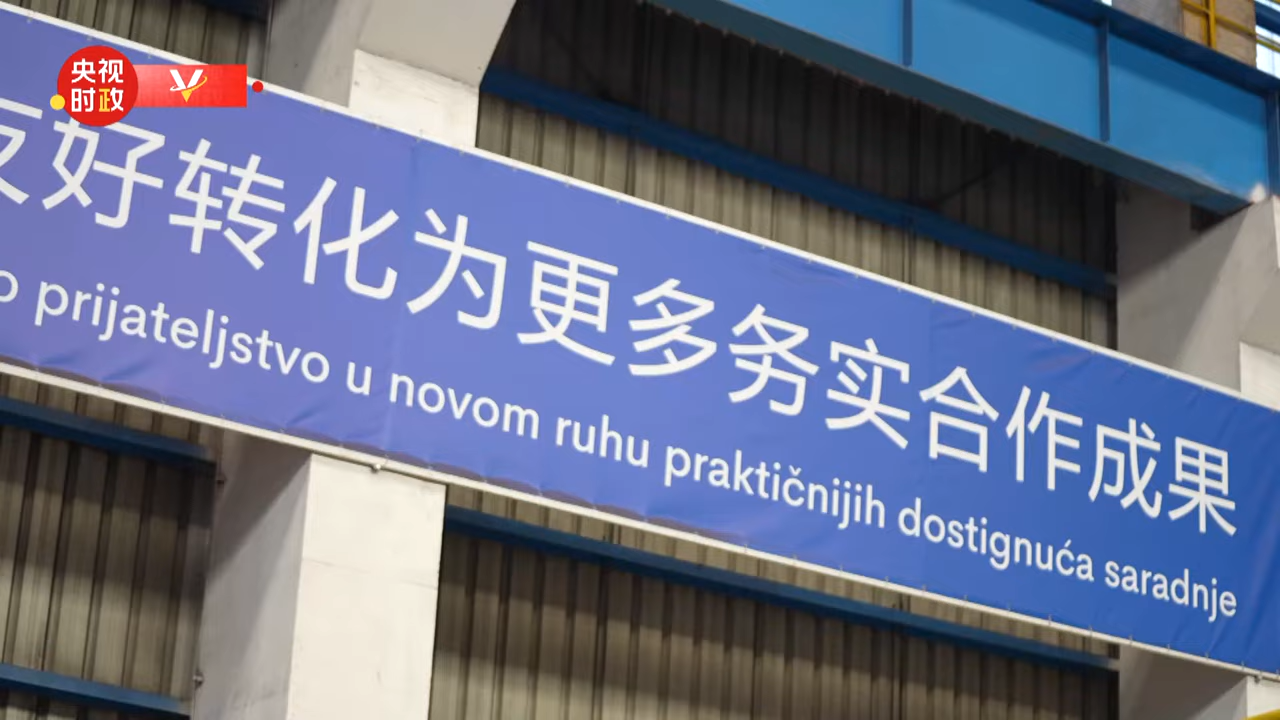 央视
时政
友好转化为更多务实合作成果
o prijateljstvo u novom ruhu praktičnijih dostignuća saradnje